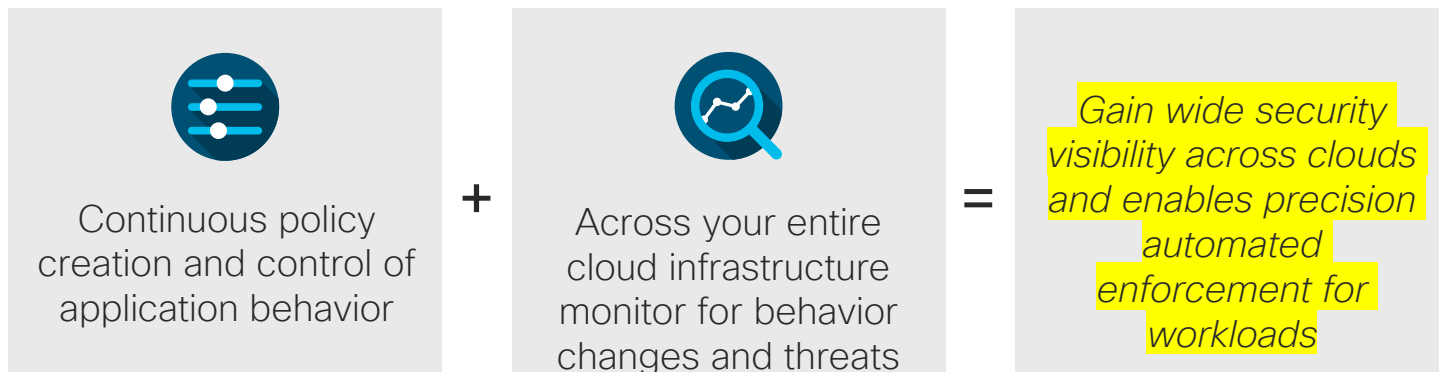 Continuous policy
creation and control of
application behavior
+
Across your entire
cloud infrastructure
monitor for behavior
changes and threats
=
Gain wide security
visibility across clouds
and enables precision
automated
enforcement for
workloads